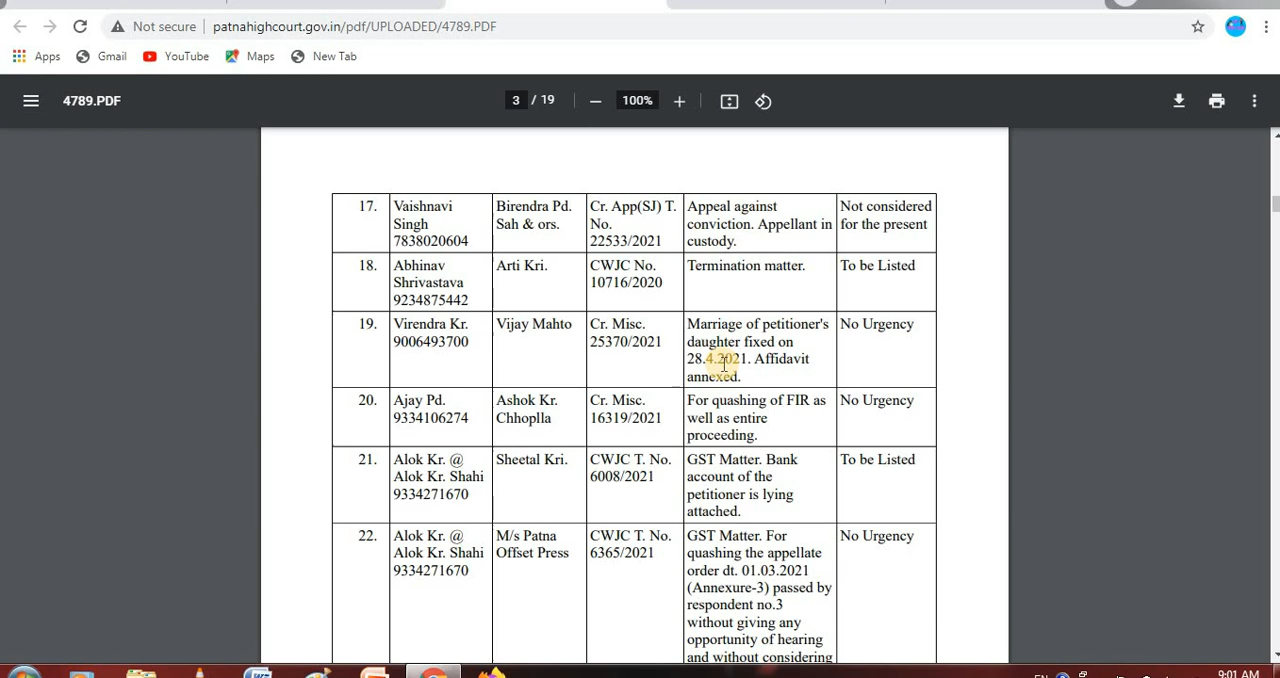 Not secure patnahighcourt.gov.in/pdf/UPLOADED/4789.PDF
Apps Gmail YouTube Maps New Tab
4789.PDF 3 / 19 100%
17. Vaishnavi Singh 7838020604
Birendra Pd. Sah & ors.
Cr. App(SJ) T. No. 22533/2021
Appeal against conviction. Appellant in custody.
Not considered for the present
18. Abhinav Shrivastava 9234875442
Arti Kri.
CWJC No. 10716/2020
Termination matter.
To be Listed
19. Virendra Kr. 9006493700
Vijay Mahto
Cr. Misc. 25370/2021
Marriage of petitioner's daughter fixed on 28.4.2021. Affidavit annexed.
No Urgency
20. Ajay Pd. 9334106274
Ashok Kr. Chhoplla
Cr. Misc. 16319/2021
For quashing of FIR as well as entire proceeding.
No Urgency
21. Alok Kr. @ Alok Kr. Shahi 9334271670
Sheetal Kri.
CWJC T. No. 6008/2021
GST Matter. Bank account of the petitioner is lying attached.
To be Listed
22. Alok Kr. @ Alok Kr. Shahi 9334271670
M/s Patna Offset Press
CWJC T. No. 6365/2021
GST Matter. For quashing the appellate order dt. 01.03.2021 (Annexure-3) passed by respondent no.3 without giving any opportunity of hearing and without considering
No Urgency
9:01 AM